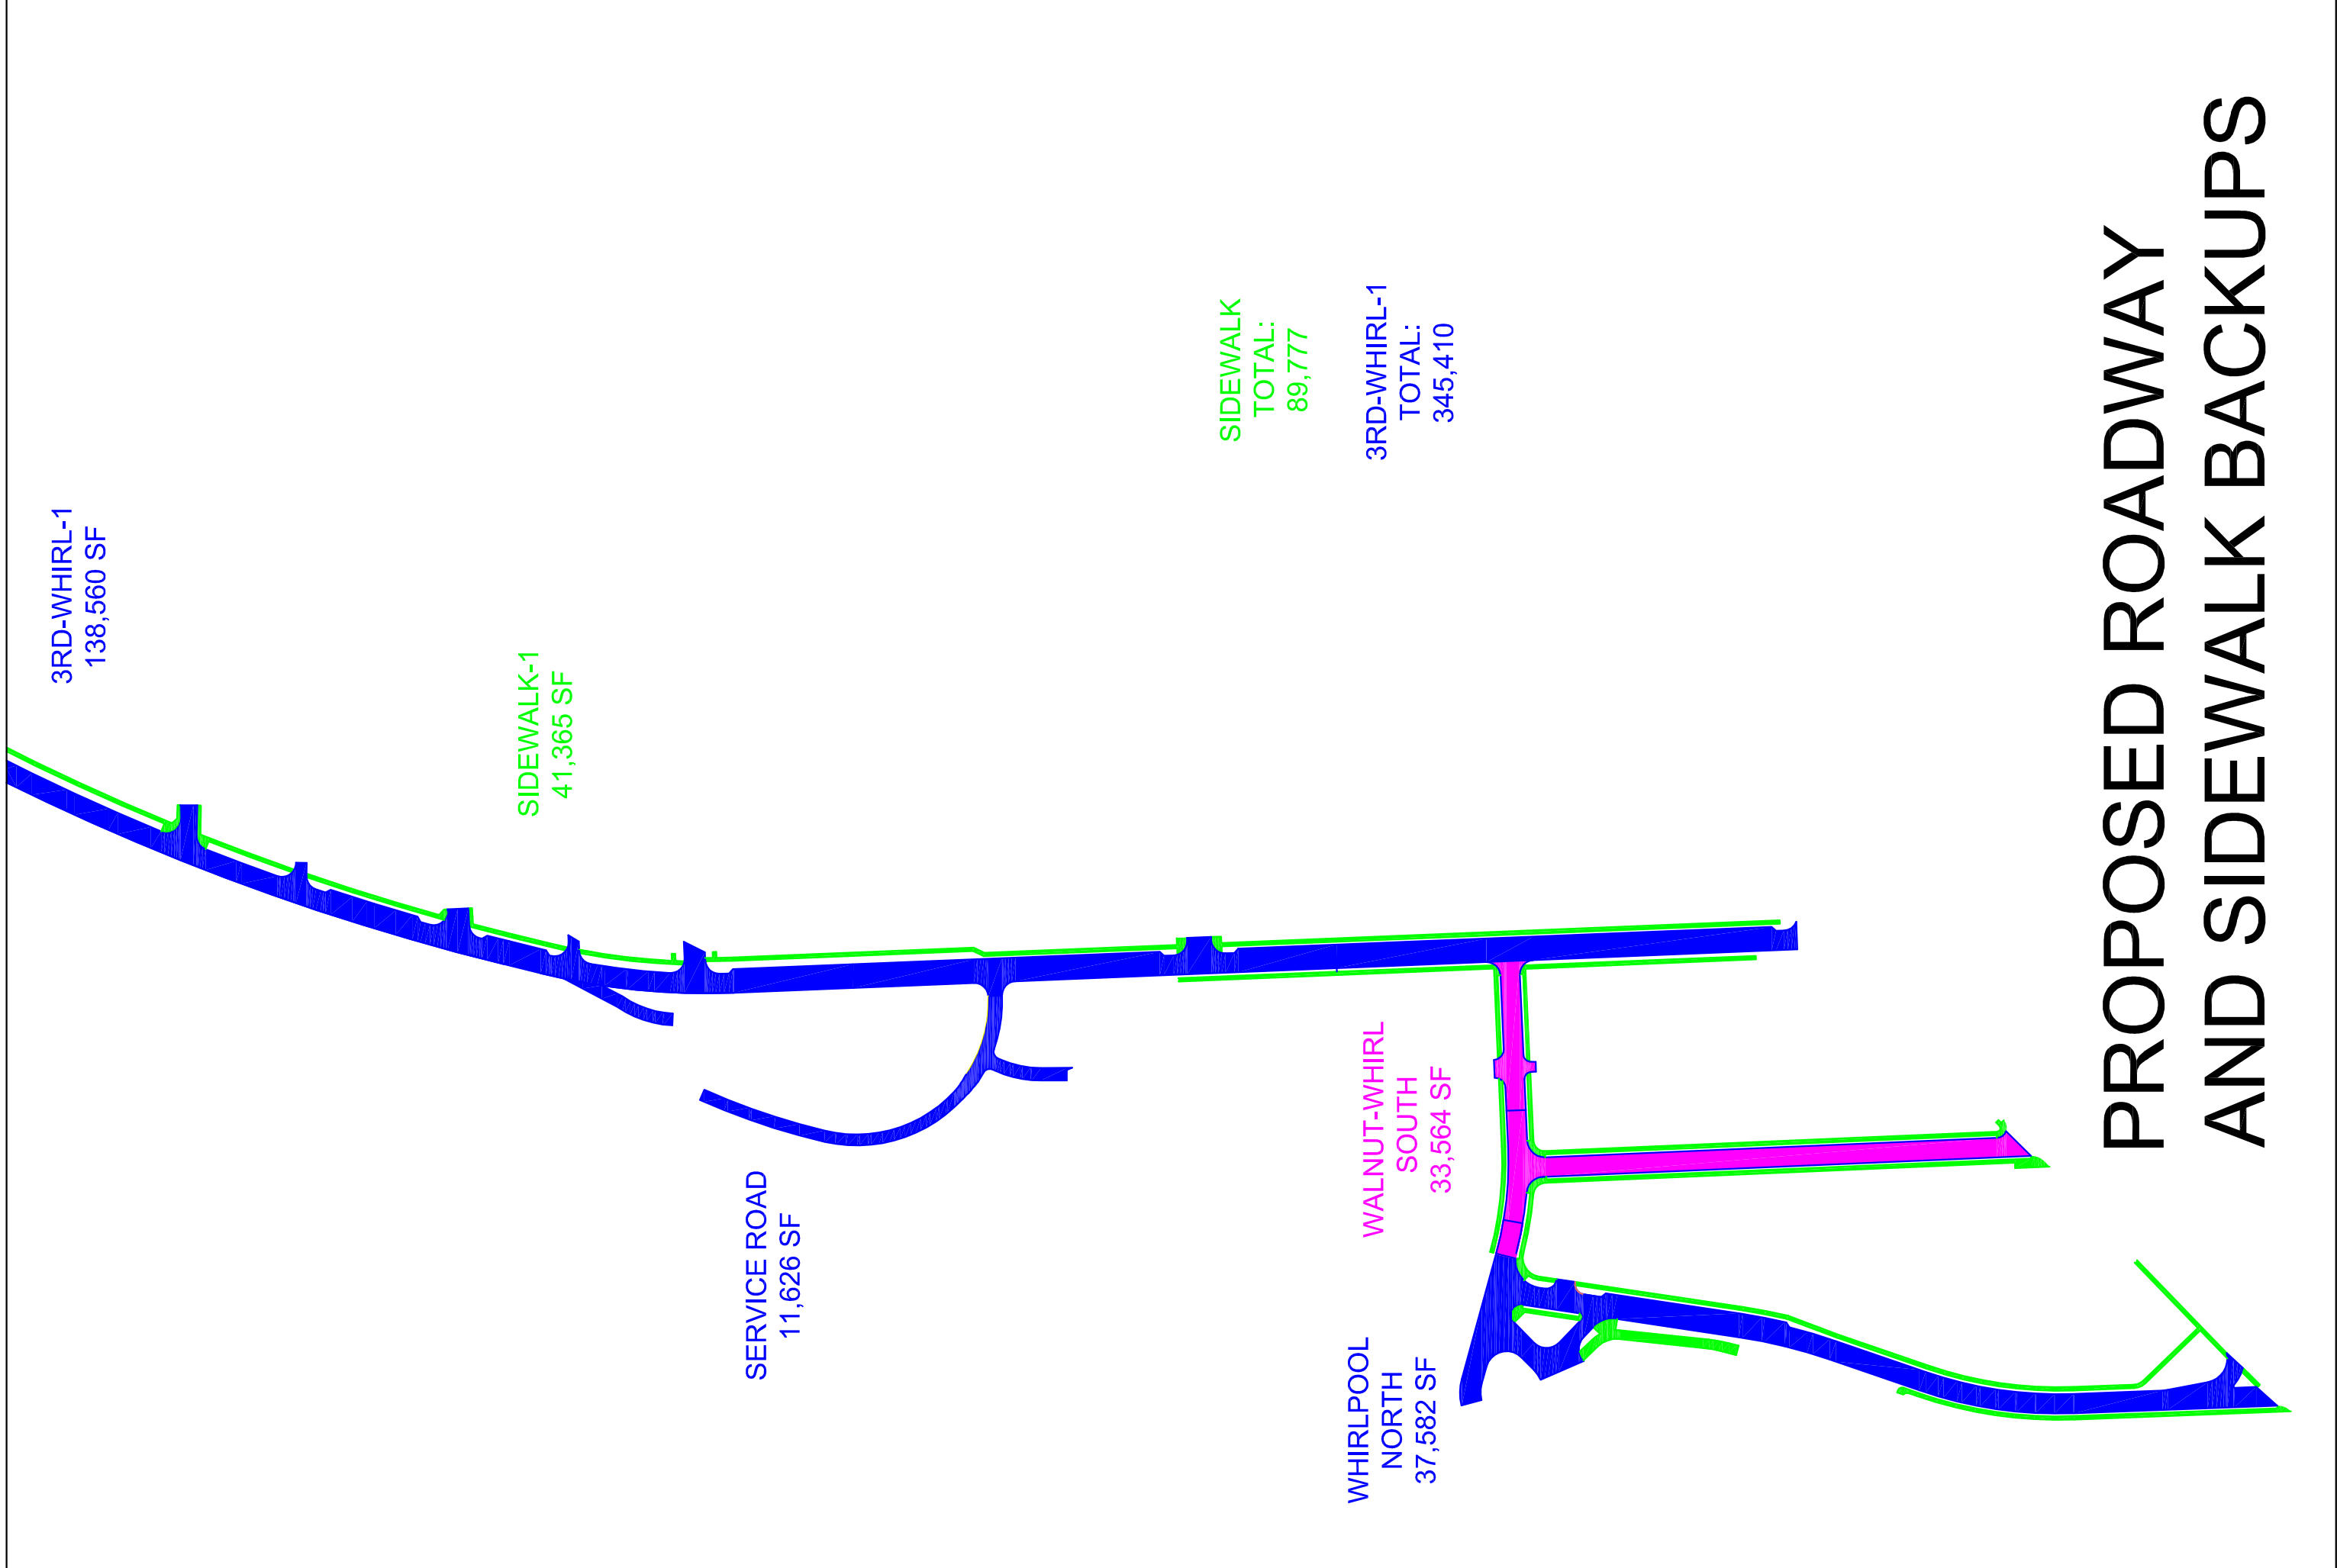 3RD-WHIRL-1
138,560 SF
SIDEWALK-1
41,365 SF
SERVICE ROAD
11,626 SF
SIDEWALK
TOTAL:
89,777
3RD-WHIRL-1
TOTAL:
345,410
WALNUT-WHIRL
SOUTH
33,564 SF
WHIRLPOOL
NORTH
37,582 SF
PROPOSED ROADWAY
AND SIDEWALK BACKUPS